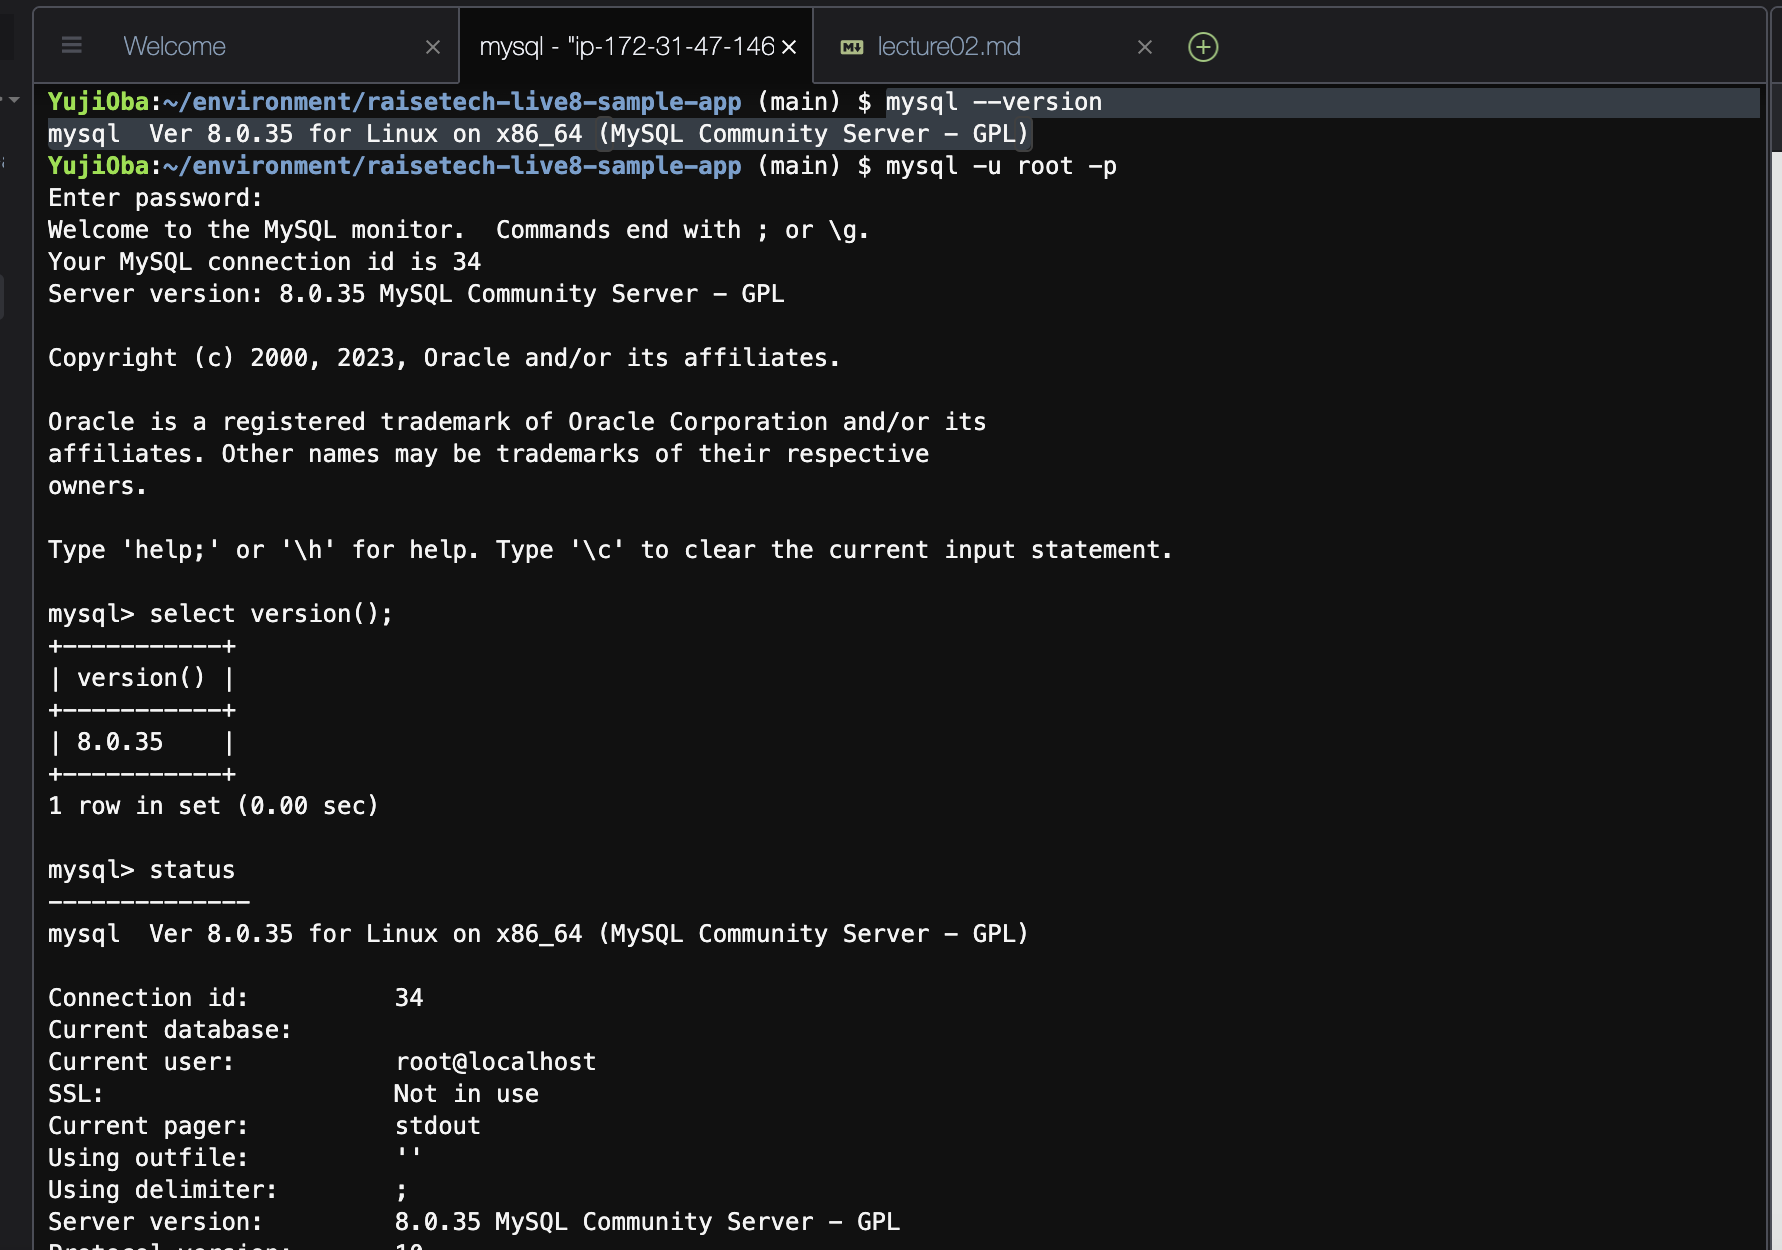 Welcome
mysql - "ip-172-31-47-146
lecture02.md
YujiOba:~/environment/raisetech-live8-sample-app (main) $ mysql --version
mysql  Ver 8.0.35 for Linux on x86_64 (MySQL Community Server - GPL)
YujiOba:~/environment/raisetech-live8-sample-app (main) $ mysql -u root -p
Enter password:
Welcome to the MySQL monitor.  Commands end with ; or \g.
Your MySQL connection id is 34
Server version: 8.0.35 MySQL Community Server - GPL

Copyright (c) 2000, 2023, Oracle and/or its affiliates.

Oracle is a registered trademark of Oracle Corporation and/or its
affiliates. Other names may be trademarks of their respective
owners.

Type 'help;' or '\h' for help. Type '\c' to clear the current input statement.

mysql> select version();
+-----------+
| version() |
+-----------+
| 8.0.35    |
+-----------+
1 row in set (0.00 sec)

mysql> status
--------------
mysql  Ver 8.0.35 for Linux on x86_64 (MySQL Community Server - GPL)

Connection id:          34
Current database:
Current user:           root@localhost
SSL:                    Not in use
Current pager:          stdout
Using outfile:          ''
Using delimiter:        ;
Server version:         8.0.35 MySQL Community Server - GPL
Protocol version:       10